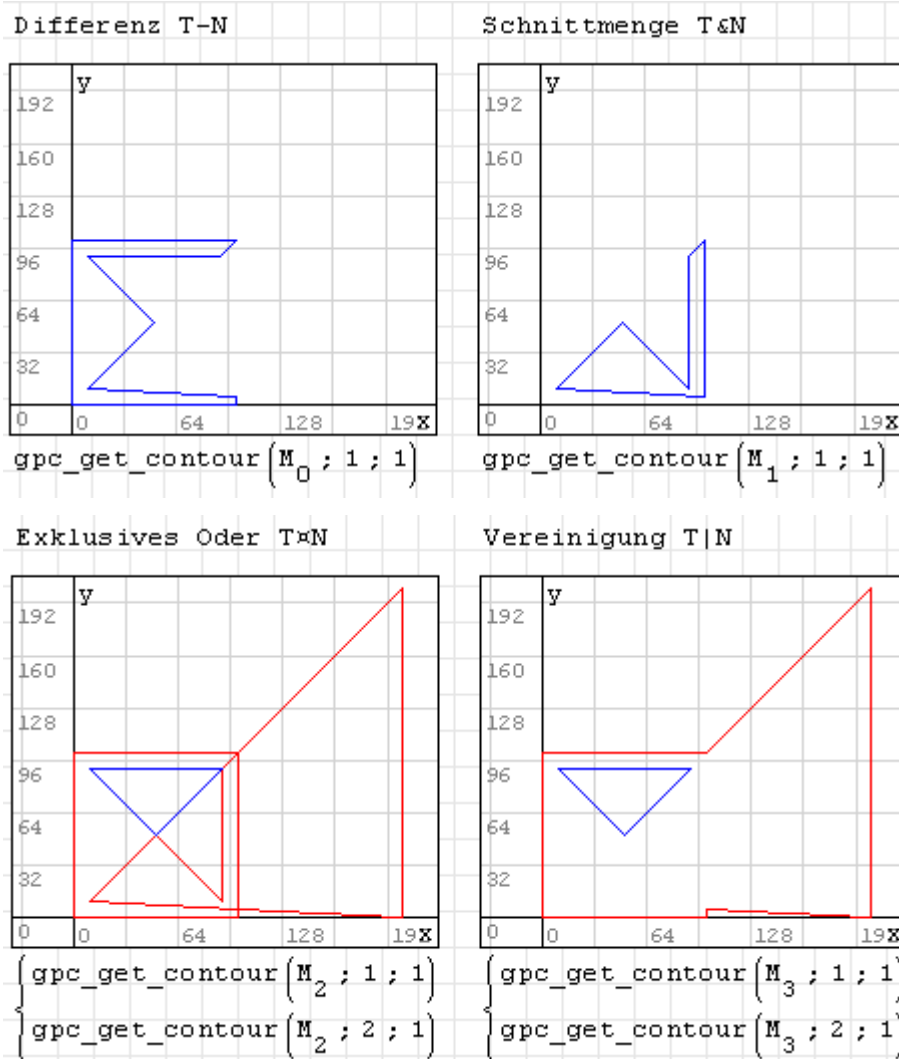 Differenz T-N
y
192
160
128
96
64
32
0
0 64 128 19x
gpc_get_contour(M0 ; 1 ; 1)
Schnittmenge T&N
y
192
160
128
96
64
32
0
0 64 128 19x
gpc_get_contour(M1 ; 1 ; 1)
Exklusives Oder T¤N
y
192
160
128
96
64
32
0
0 64 128 19x
gpc_get_contour(M2 ; 1 ; 1)
gpc_get_contour(M2 ; 2 ; 1)
Vereinigung T|N
y
192
160
128
96
64
32
0
0 64 128 19x
gpc_get_contour(M3 ; 1 ; 1)
gpc_get_contour(M3 ; 2 ; 1)